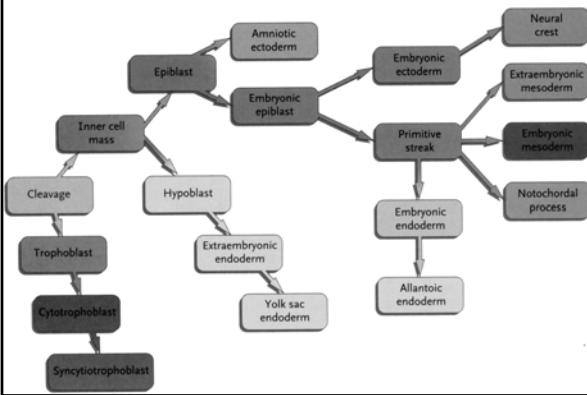 Neural
crest
Amniotic
ectoderm
Epiblast
Embryonic
ectoderm
Extraembryonic
mesoderm
Embryonic
epiblast
Inner cell
mass
Primitive
streak
Embryonic
mesoderm
Cleavage
Hypoblast
Notochordal
process
Embryonic
endoderm
Trophoblast
Extraembryonic
endoderm
Allantoic
endoderm
Cytotrophoblast
Yolk sac
endoderm
Syncytiotrophoblast